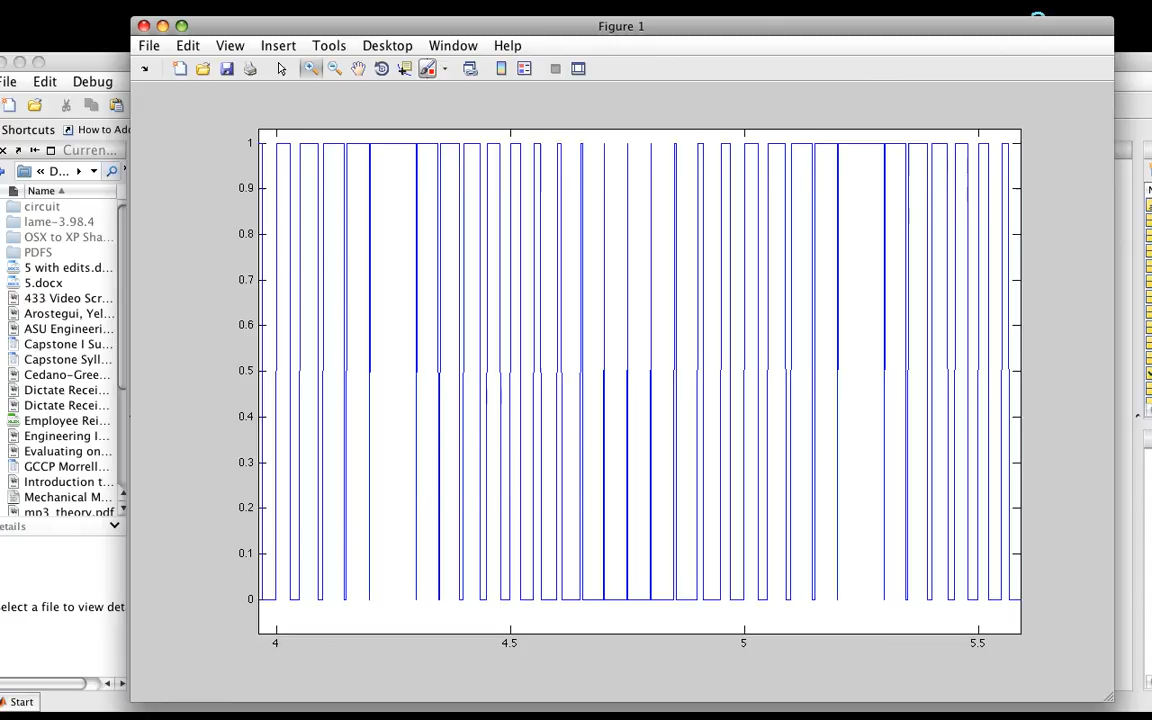 Figure 1
File Edit View Insert Tools Desktop Window Help
File Edit Debug
Shortcuts How to Add
Curren...
« D...
Name
circuit
lame-3.98.4
OSX to XP Sha...
PDFS
5 with edits.d...
5.docx
433 Video Scr...
Arostegui, Yel...
ASU Engineeri...
Capstone I Su...
Capstone Syll...
Cedano-Gree...
Dictate Recei...
Dictate Recei...
Employee Rei...
Engineering I...
Evaluating on...
GCCP Morrell...
Introduction t...
Mechanical M...
mp3_theory.pdf
etails
elect a file to view det
Start
1
0.9
0.8
0.7
0.6
0.5
0.4
0.3
0.2
0.1
0
4 4.5 5 5.5